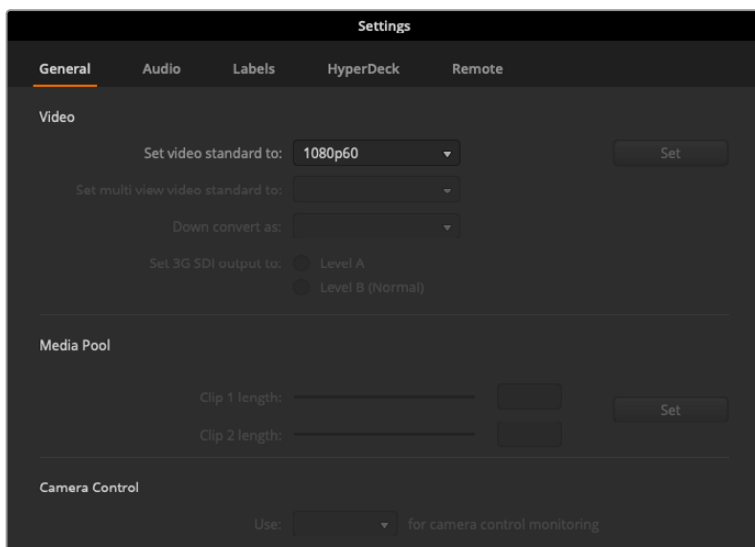 Settings
General Audio Labels HyperDeck Remote
Video
Set video standard to: 1080p60 Set
Set multi view video standard to:
Down convert as:
Set 3G SDI output to: Level A
Level B (Normal)
Media Pool
Clip 1 length:
Set
Clip 2 length:
Camera Control
Use: for camera control monitoring